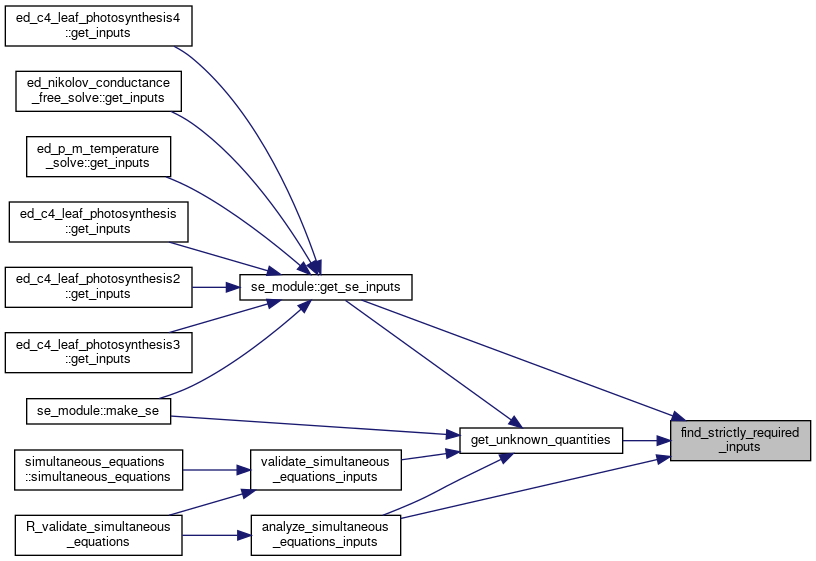 ed_c4_leaf_photosynthesis4
::get_inputs
ed_nikolov_conductance
_free_solve::get_inputs
ed_p_m_temperature
_solve::get_inputs
ed_c4_leaf_photosynthesis
::get_inputs
ed_c4_leaf_photosynthesis2
::get_inputs
ed_c4_leaf_photosynthesis3
::get_inputs
se_module::make_se
simultaneous_equations
::simultaneous_equations
R_validate_simultaneous
_equations
se_module::get_se_inputs
validate_simultaneous
_equations_inputs
analyze_simultaneous
_equations_inputs
get_unknown_quantities
find_strictly_required
_inputs